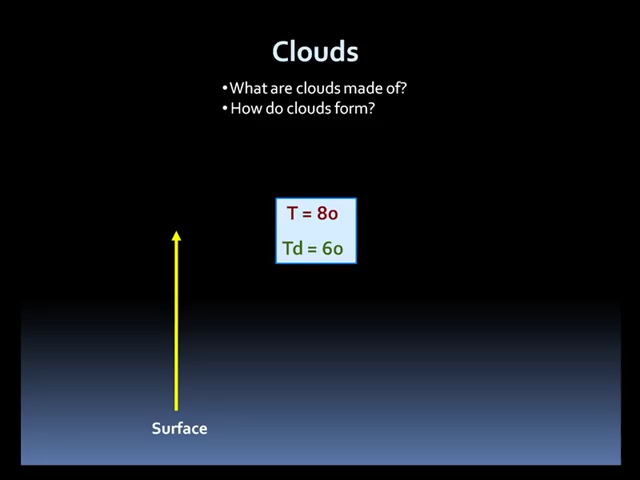 Clouds
•What are clouds made of?
•How do clouds form?
T = 80
Td = 60
Surface